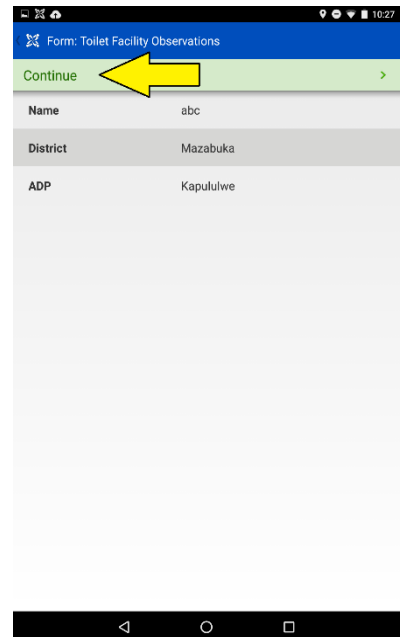 10:27
Form: Toilet Facility Observations
Continue
Name abc
District Mazabuka
ADP Kapululwe